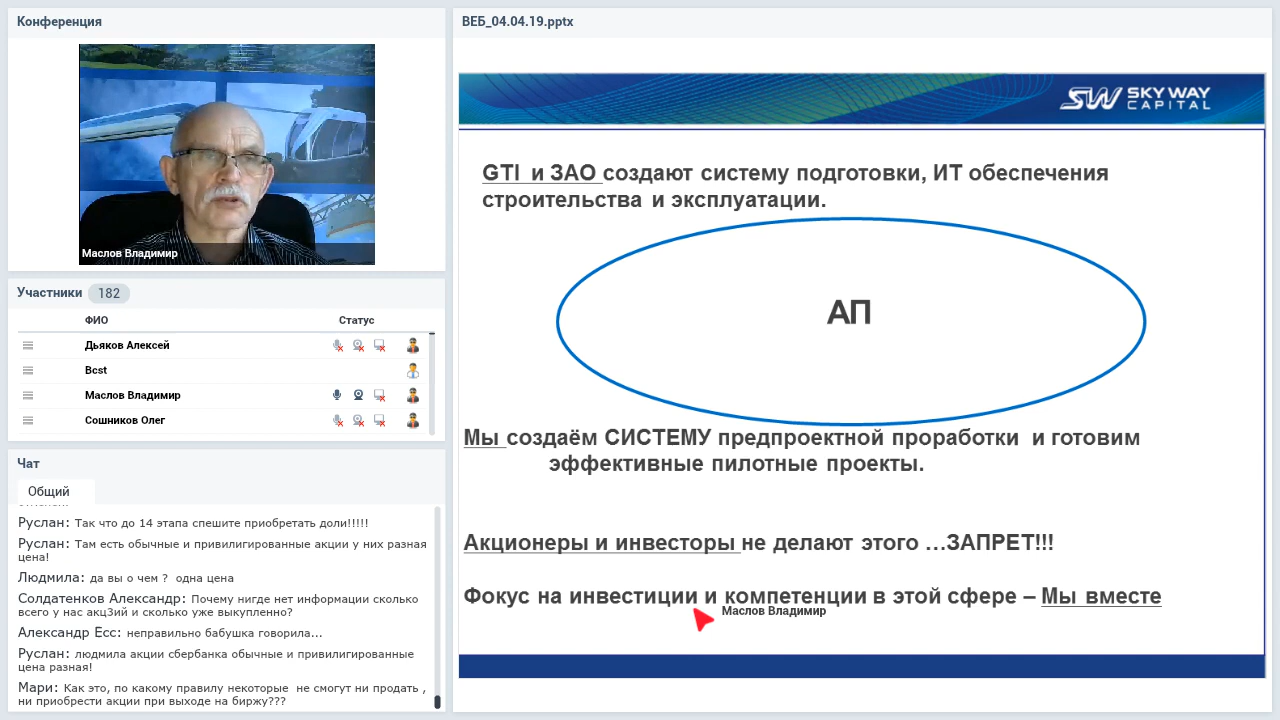 Конференция
Маслов Владимир
Участники 182
ФИО Статус
Дьяков Алексей
Bcst
Маслов Владимир
Сошников Олег
Чат
Общий
Руслан: Так что до 14 этапа спешите приобретать доли!!!!!
Руслан: Там есть обычные и привилигированные акции у них разная
цена!
Людмила: да вы о чем ? одна цена
Солдатенков Александр: Почему нигде нет информации сколько
всего у нас акцЗий и сколько уже выкупленно?
Александр Ёсс: неправильно бабушка говорила...
Руслан: людмила акции сбербанка обычные и привилигированные
цена разная!
Мари: Как это, по какому правилу некоторые не смогут ни продать ,
ни приобрести акции при выходе на биржу???
ВЕБ_04.04.19.pptx
SW SKY WAY
CAPITAL
GTI и ЗАО создают систему подготовки, ИТ обеспечения
строительства и эксплуатации.
АП
Мы создаём СИСТЕМУ предпроектной проработки и готовим
эффективные пилотные проекты.
Акционеры и инвесторы не делают этого ...ЗАПРЕТ!!!
Фокус на инвестиции и компетенции в этой сфере – Мы вместе
Маслов Владимир